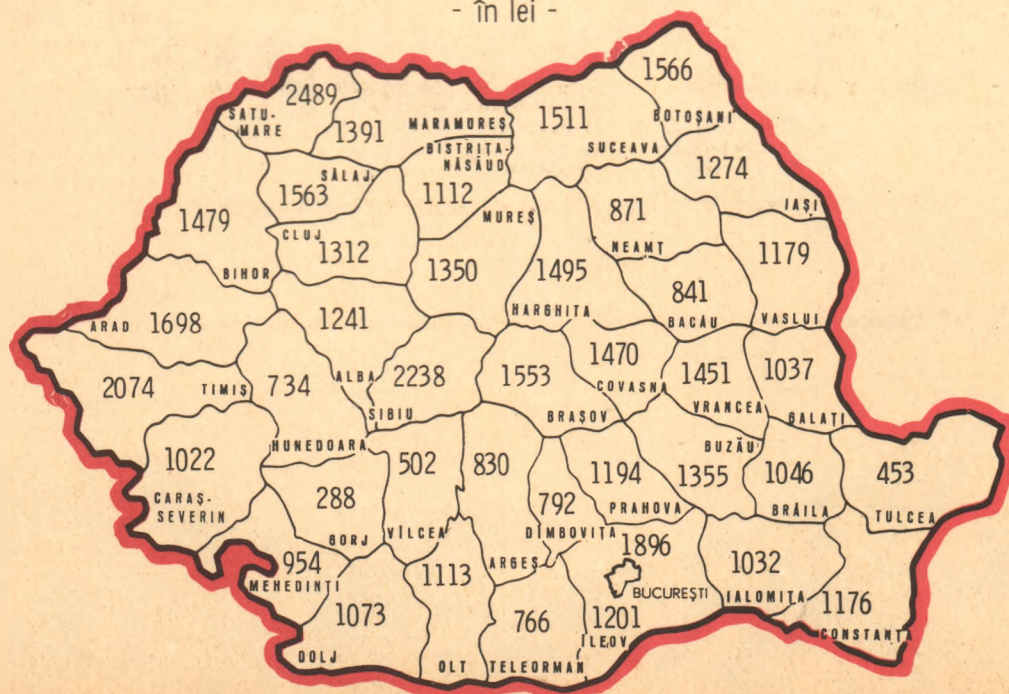 - în lei -
1566
2489
BOTOȘANI
SATU-
MARE
1391
MARAMUREȘ
1511
BISTRIȚA-
NĂSĂUD
SUCEAVA
1274
SĂLAJ
1563
1112
IAȘI
1479
MUREȘ
871
CLUJ
1312
NEAMȚ
1179
BIHOR
1350
1495
841
HARGHITA
BACĂU
VASLUI
ARAD
1698
1241
1470
1037
2074
TIMIȘ
734
ALBA
2238
1553
COVASNA
1451
SIBIU
BRAȘOV
VRANCEA
GALAȚI
HUNEDOARA
BUZĂU
1022
502
830
1194
1355
1046
453
CARAȘ-
SEVERIN
288
792
PRAHOVA
BRĂILA
TULCEA
GORJ
VÎLCEA
DIMBOVIȚA
1896
954
ARGEȘ
1032
MEHEDINȚI
1113
BUCUREȘTI
IALOMIȚA
1176
1073
766
1201
CONSTANȚA
ILFOV
DOLJ
OLT
TELEORMAN